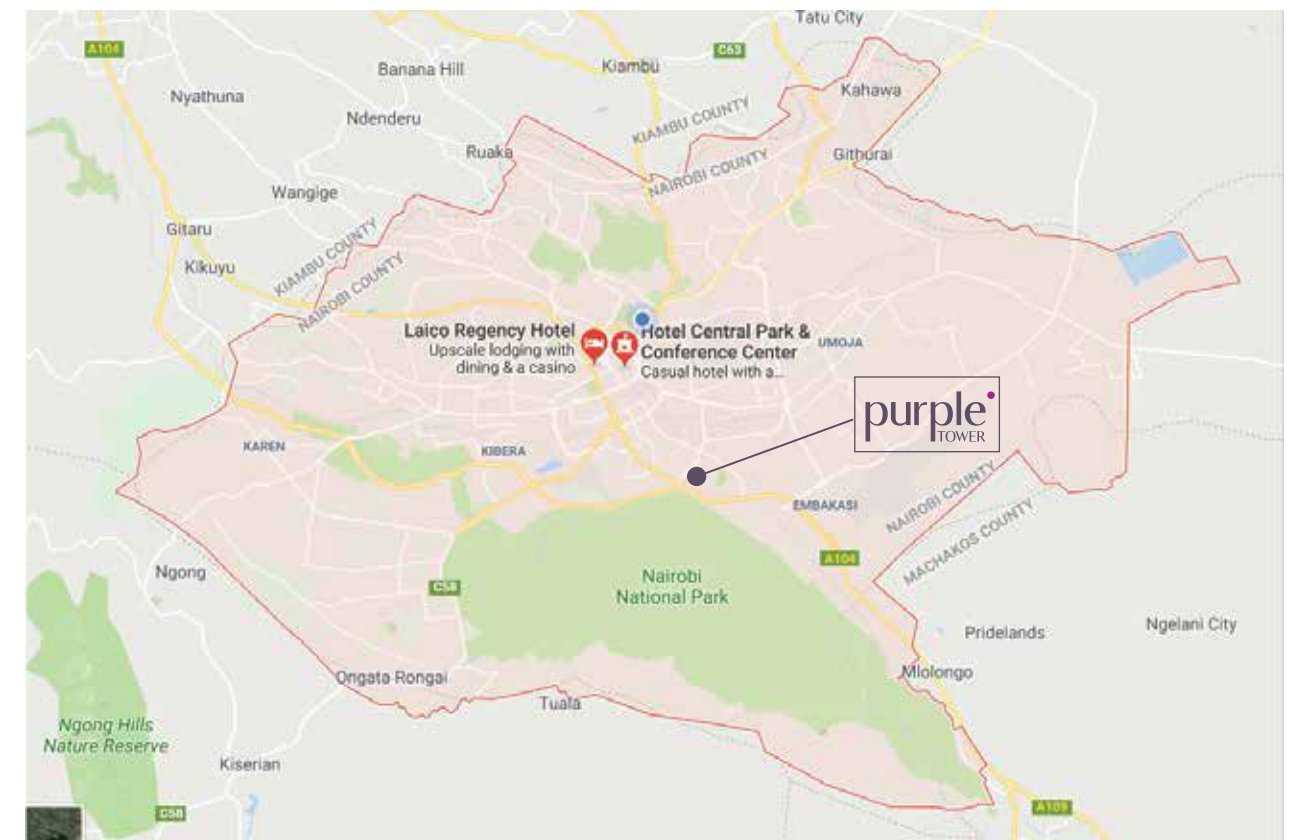 Tatu City
A104
C63
Banana Hill
Kiambu
Nyathuna
Kahawa
Ndenderu
KIAMBU COUNTY
Ruaka
Githurai
NAIROBI COUNTY
Wangige
Gitaru
KIAMBU COUNTY
Kikuyu
NAIROBI COUNTY
Laico Regency Hotel
Upscale lodging with
dining & a casino
Hotel Central Park &
Conference Center
Casual hotel with a...
UMOJA
purple
TOWER
KAREN
KIBERA
NAIROBI COUNTY
EMBAKASI
MACHAKOS COUNTY
A104
Ngong
C58
Nairobi
National Park
Pridelands
Ngelani City
Mlolongo
Ongata Rongai
Tuala
Ngong Hills
Nature Reserve
Kiserian
C58
A109